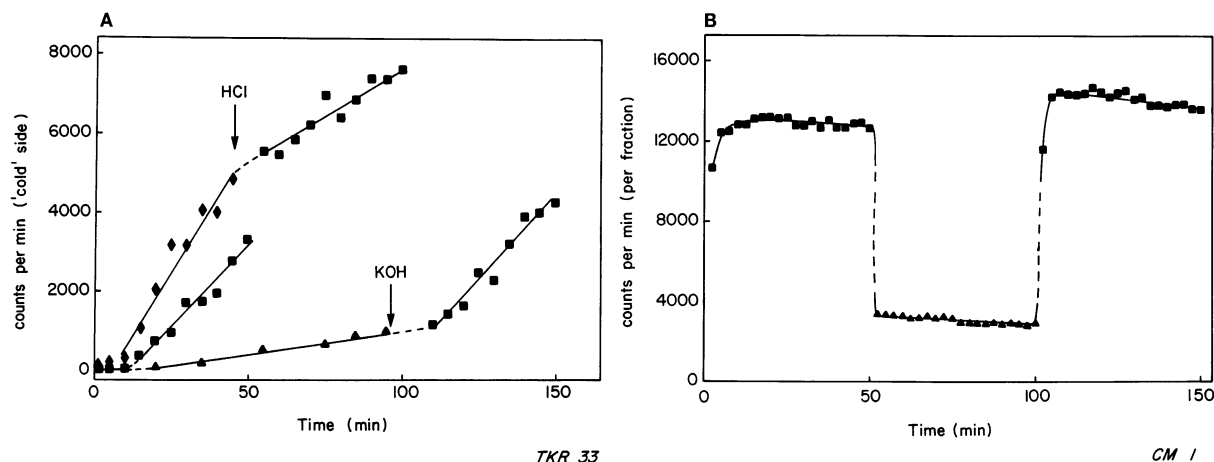 A
counts per min ('cold' side)
8000
6000
4000
2000
0
HCl
KOH
0 50 100 150
Time (min)
TKR 33
B
counts per min (per fraction)
16000
12000
8000
4000
0
0 50 100 150
Time (min)
CM 1